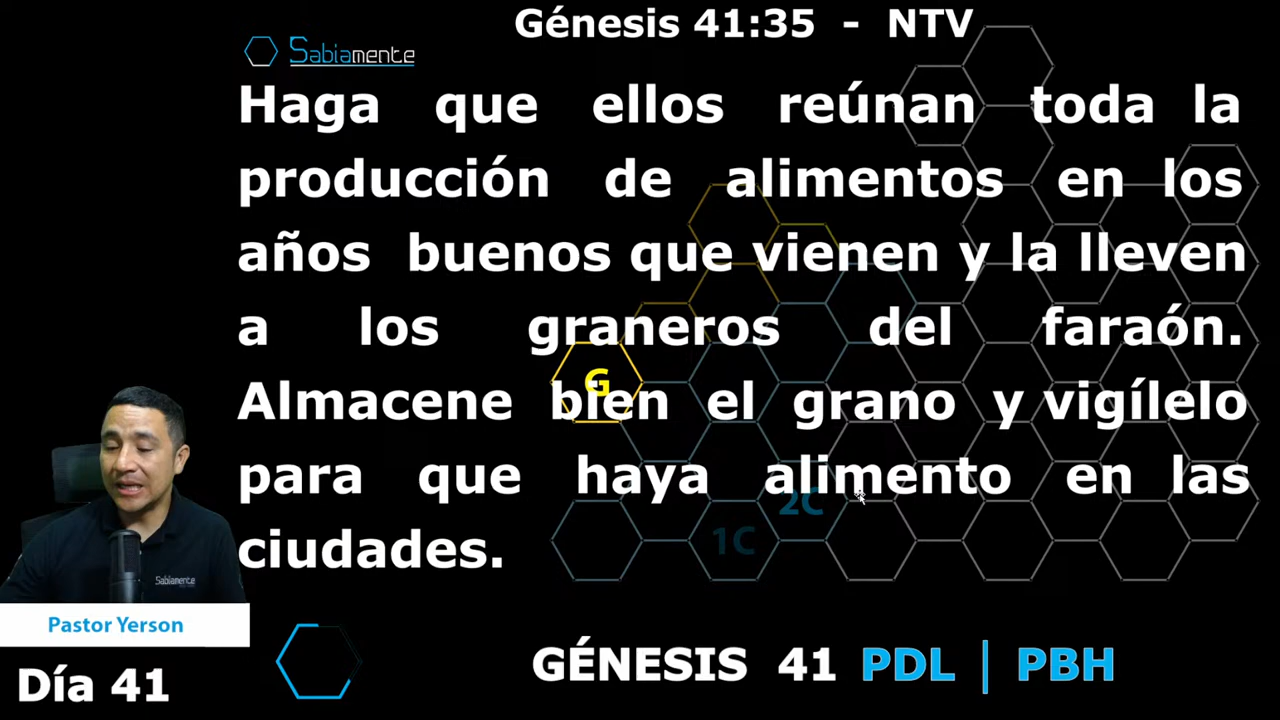 Génesis 41:35 - NTV
Sabiamente
Haga que ellos reúnan toda la
producción de alimentos en los
años buenos que vienen y la lleven
a los graneros del faraón.
Almacene bien el grano y vigílelo
para que haya alimento en las
ciudades.
G
2C
1C
Sabiamente
Pastor Yerson
Día 41
GÉNESIS 41 PDL | PBH